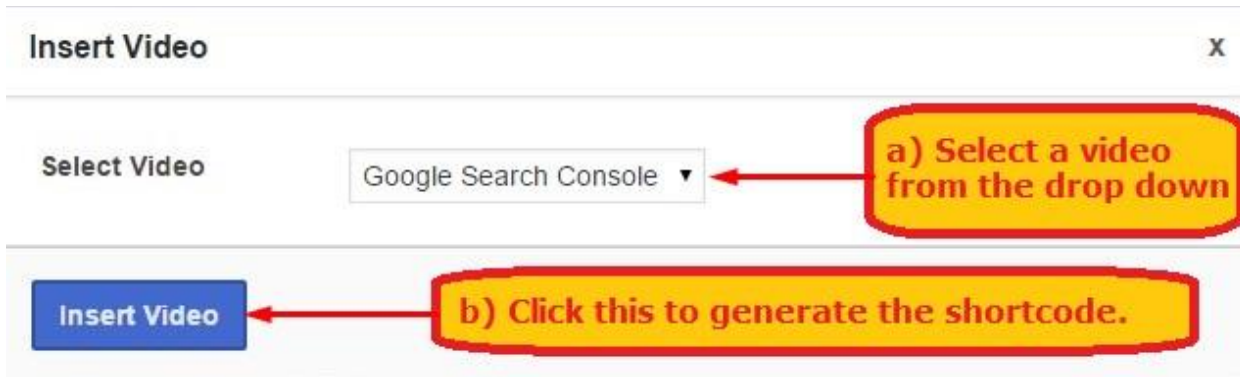 Insert Video
x
Select Video
Google Search Console
a) Select a video
from the drop down
Insert Video
b) Click this to generate the shortcode.